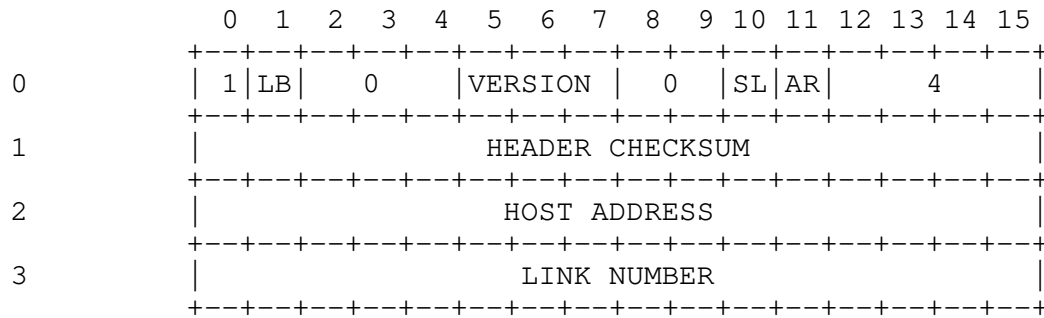 0  1  2  3  4  5  6  7  8  9 10 11 12 13 14 15
              +--+--+--+--+--+--+--+--+--+--+--+--+--+--+--+--+
0             | 1|LB|   0    |VERSION |  0  |SL|AR|     4     |
              +--+--+--+--+--+--+--+--+--+--+--+--+--+--+--+--+
1             |                HEADER CHECKSUM                |
              +--+--+--+--+--+--+--+--+--+--+--+--+--+--+--+--+
2             |                 HOST ADDRESS                  |
              +--+--+--+--+--+--+--+--+--+--+--+--+--+--+--+--+
3             |                  LINK NUMBER                  |
              +--+--+--+--+--+--+--+--+--+--+--+--+--+--+--+--+